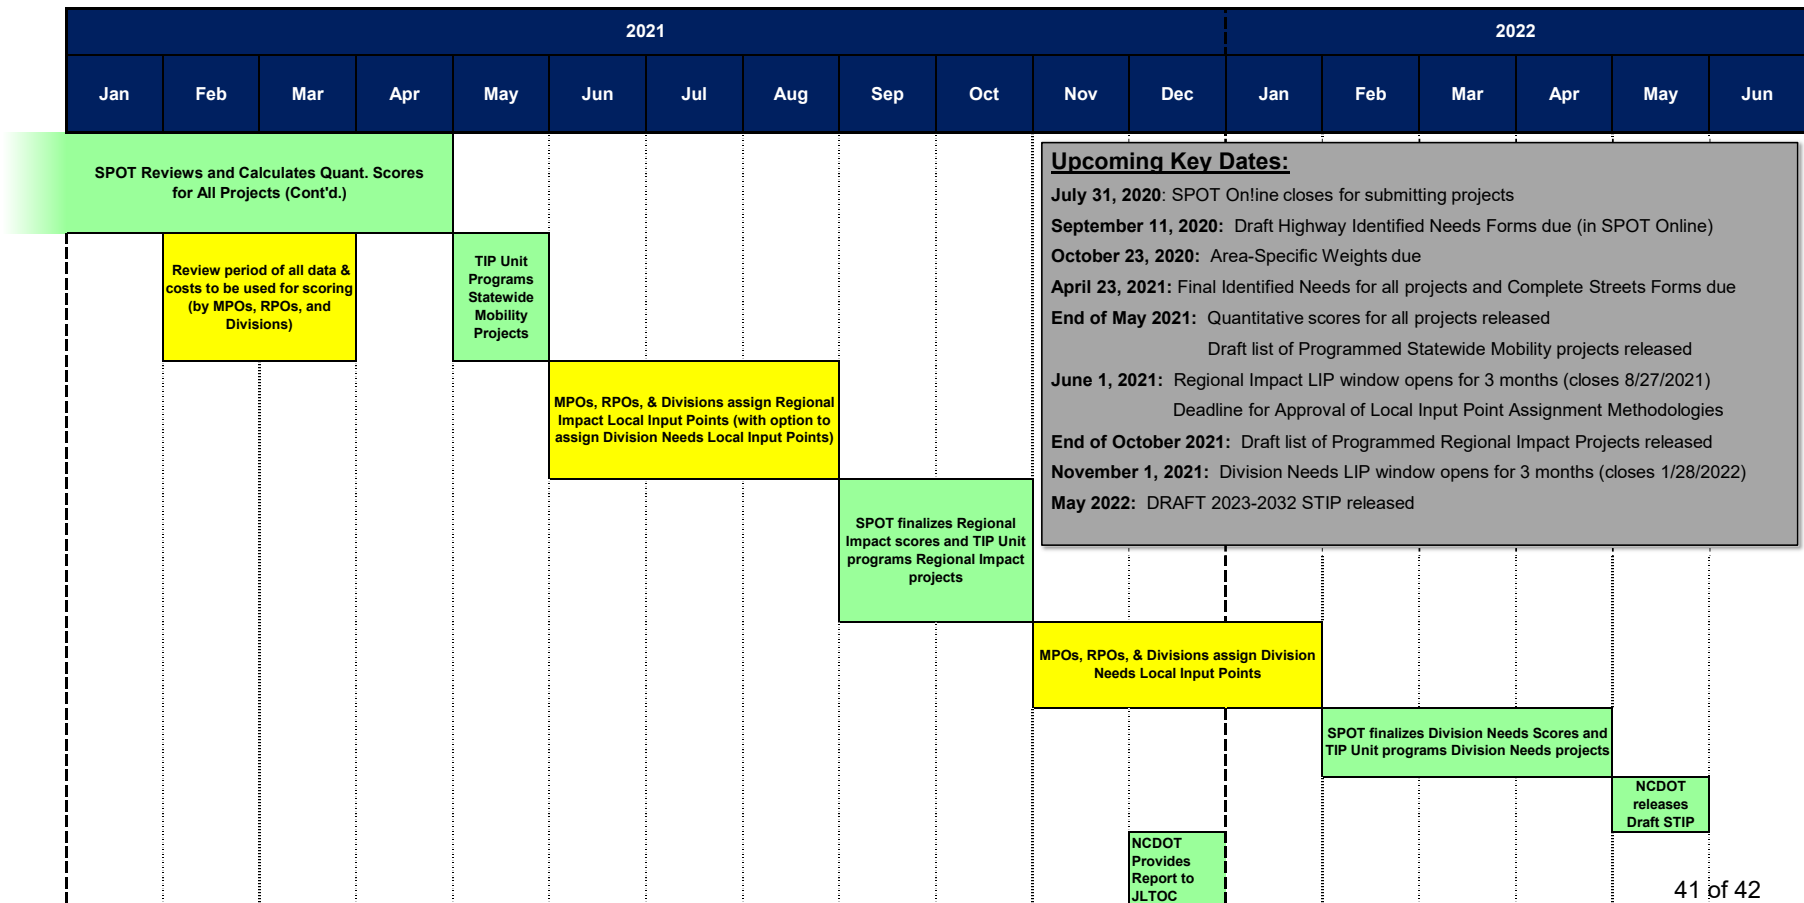 2021
2022
Jan
Feb
Mar
Apr
May
Jun
Jul
Aug
Sep
Oct
Nov
Dec
Jan
Feb
Mar
Apr
May
Jun
SPOT Reviews and Calculates Quant. Scores
for All Projects (Cont'd.)
Review period of all data &
costs to be used for scoring
(by MPOs, RPOs, and
Divisions)
TIP Unit
Programs
Statewide
Mobility
Projects
MPOs, RPOs, & Divisions assign Regional
Impact Local Input Points (with option to
assign Division Needs Local Input Points)
SPOT finalizes Regional
Impact scores and TIP Unit
programs Regional Impact
projects
Upcoming Key Dates:
July 31, 2020: SPOT On!ine closes for submitting projects
September 11, 2020: Draft Highway Identified Needs Forms due (in SPOT Online)
October 23, 2020: Area-Specific Weights due
April 23, 2021: Final Identified Needs for all projects and Complete Streets Forms due
End of May 2021: Quantitative scores for all projects released
Draft list of Programmed Statewide Mobility projects released
June 1, 2021: Regional Impact LIP window opens for 3 months (closes 8/27/2021)
Deadline for Approval of Local Input Point Assignment Methodologies
End of October 2021: Draft list of Programmed Regional Impact Projects released
November 1, 2021: Division Needs LIP window opens for 3 months (closes 1/28/2022)
May 2022: DRAFT 2023-2032 STIP released
MPOs, RPOs, & Divisions assign Division
Needs Local Input Points
SPOT finalizes Division Needs Scores and
TIP Unit programs Division Needs projects
NCDOT
releases
Draft STIP
NCDOT
Provides
Report to
JLTOC
41 of 42